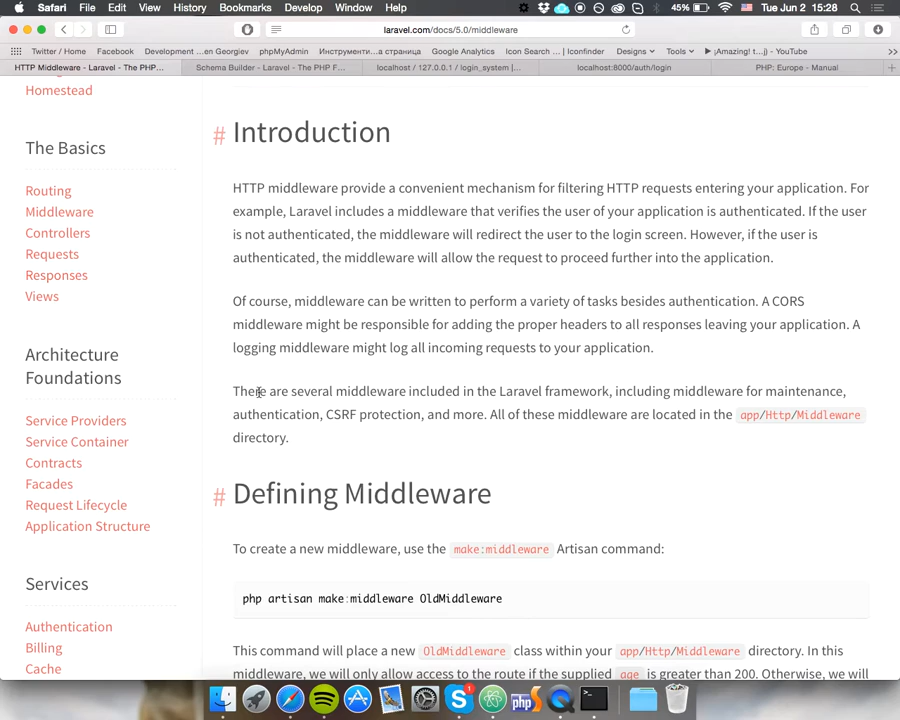 Safari File Edit View History Bookmarks Develop Window Help 45% Tue Jun 2 15:28
laravel.com/docs/5.0/middleware
Twitter / Home Facebook Development ...en Georgiev phpMyAdmin Инструменти...а страница Google Analytics Icon Search .. | Iconfinder Designs Tools ▶ ¡Amazing! t...j) - YouTube
HTTP Middleware - Laravel - The PHP... Schema Builder - Laravel - The PHP F... localhost / 127.0.0.1 / login_system |... localhost:8000/auth/login PHP: Europe - Manual
Homestead
The Basics
Routing
Middleware
Controllers
Requests
Responses
Views
Architecture
Foundations
Service Providers
Service Container
Contracts
Facades
Request Lifecycle
Application Structure
Services
Authentication
Billing
Cache
# Introduction
HTTP middleware provide a convenient mechanism for filtering HTTP requests entering your application. For
example, Laravel includes a middleware that verifies the user of your application is authenticated. If the user
is not authenticated, the middleware will redirect the user to the login screen. However, if the user is
authenticated, the middleware will allow the request to proceed further into the application.
Of course, middleware can be written to perform a variety of tasks besides authentication. A CORS
middleware might be responsible for adding the proper headers to all responses leaving your application. A
logging middleware might log all incoming requests to your application.
There are several middleware included in the Laravel framework, including middleware for maintenance,
authentication, CSRF protection, and more. All of these middleware are located in the app/Http/Middleware
directory.
# Defining Middleware
To create a new middleware, use the make:middleware Artisan command:
php artisan make:middleware OldMiddleware
This command will place a new OldMiddleware class within your app/Http/Middleware directory. In this
middleware, we will only allow access to the route if the supplied age is greater than 200. Otherwise, we will
php